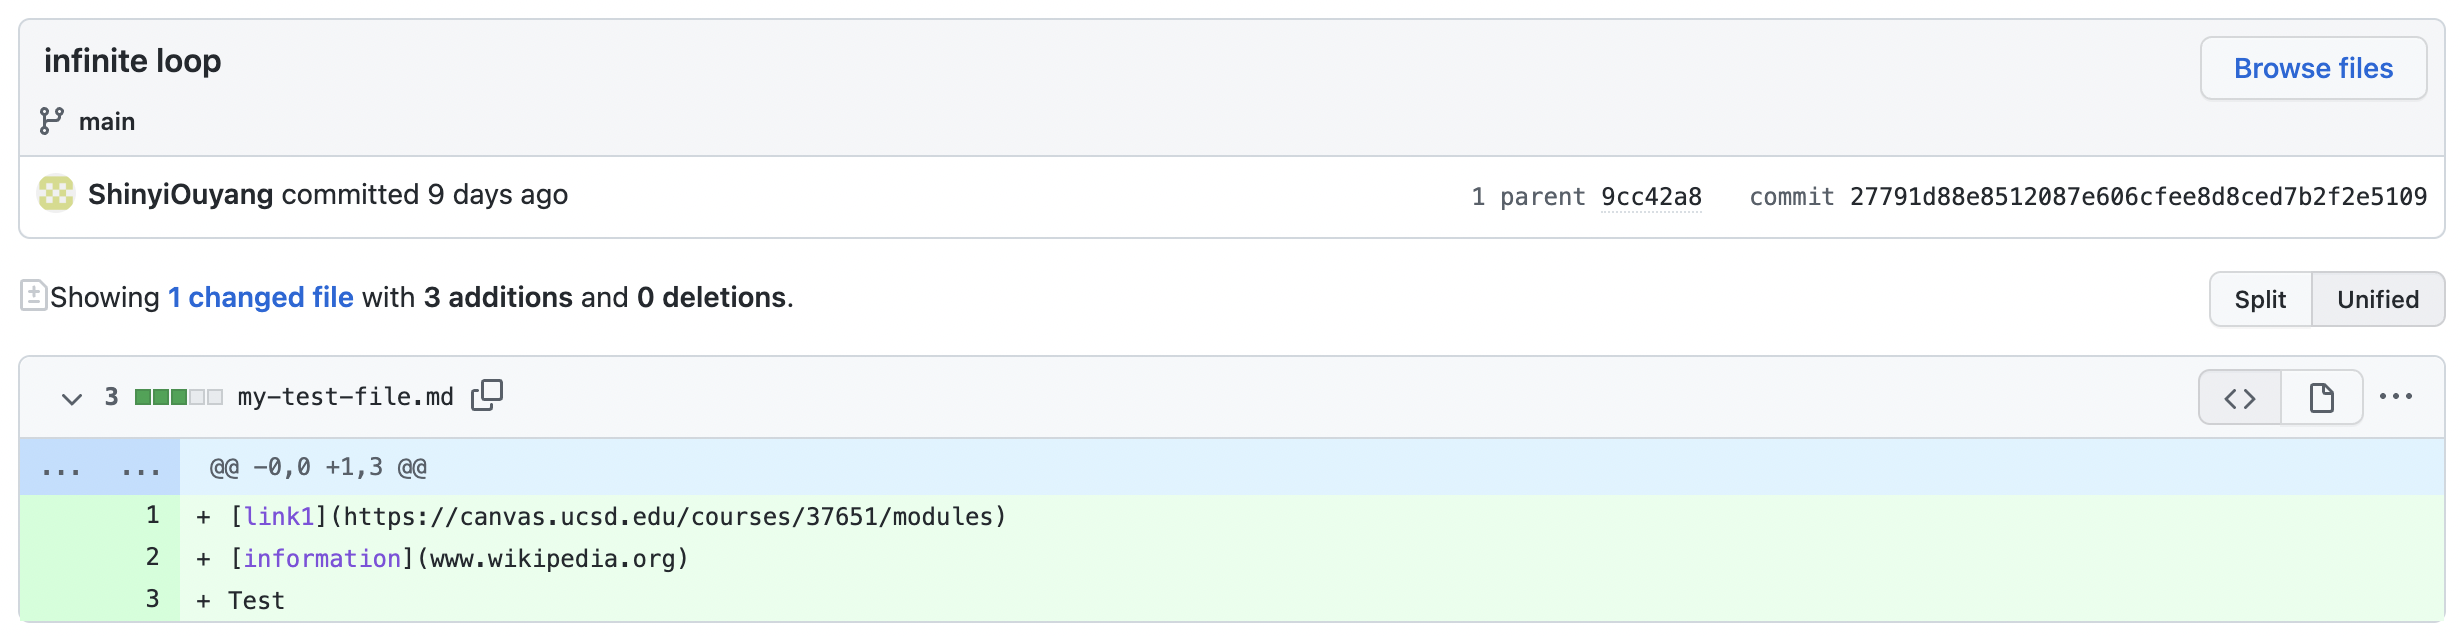 infinite loop
Browse files
main
ShinyiOuyang committed 9 days ago
1 parent 9cc42a8 commit 27791d88e8512087e606cfee8d8ced7b2f2e5109
Showing 1 changed file with 3 additions and 0 deletions.
Split Unified
3 my-test-file.md
... ... @@ -0,0 +1,3 @@
1 + [link1](https://canvas.ucsd.edu/courses/37651/modules)
2 + [information](www.wikipedia.org)
3 + Test